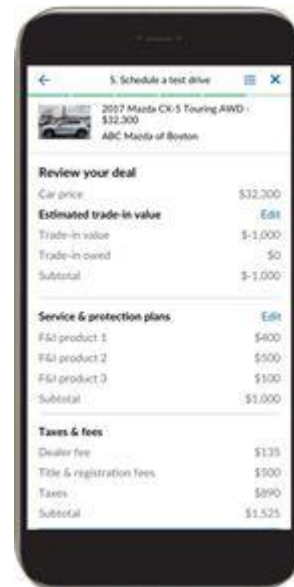 5. Schedule a test drive
2017 Mazda CX-5 Touring AWD -
$32,300
ABC Mazda of Boston
Review your deal
Car price $32,300
Estimated trade-in value Edit
Trade-in value $-1,000
Trade-in owed $0
Subtotal $-1,000
Service & protection plans Edit
F&I product 1 $400
F&I product 2 $500
F&I product 3 $100
Subtotal $1,000
Taxes & fees
Dealer fee $135
Title & registration fees $500
Taxes $890
Subtotal $1,525